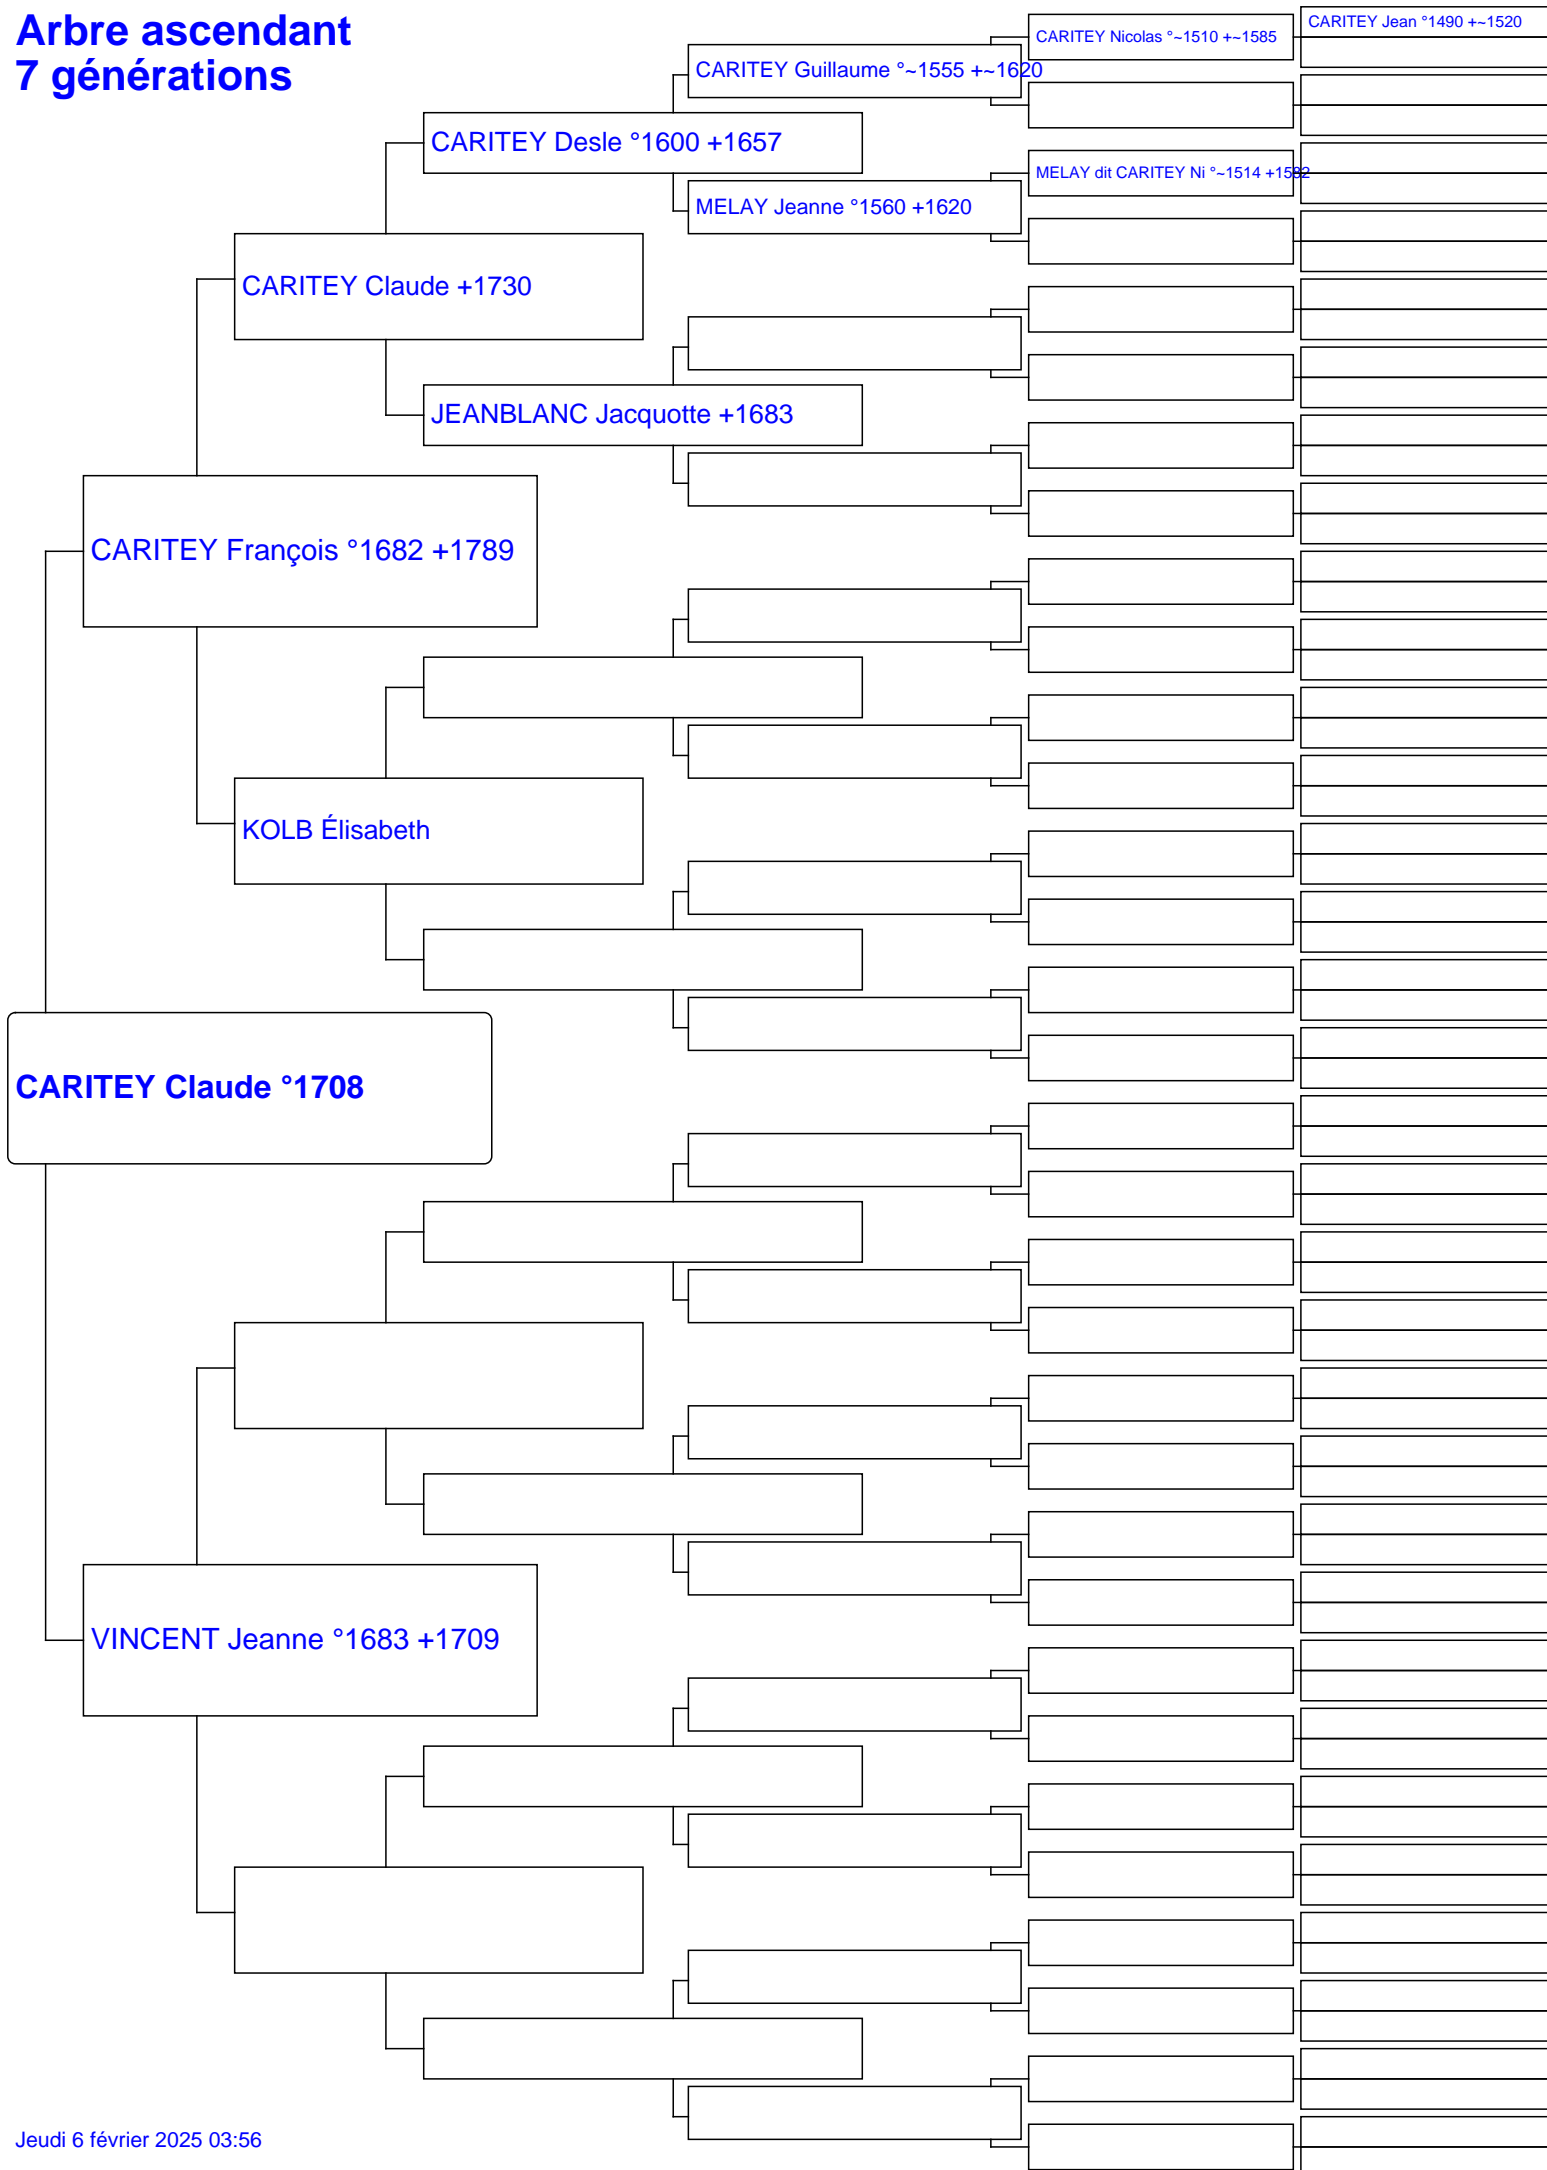 Arbre ascendant
7 générations
CARITEY Jean °1490 +~1520
CARITEY Nicolas °~1510 +~1585
CARITEY Guillaume °~1555 +~1620
CARITEY Desle °1600 +1657
MELAY dit CARITEY Ni °~1514 +1582
MELAY Jeanne °1560 +1620
CARITEY Claude +1730
JEANBLANC Jacquotte +1683
CARITEY François °1682 +1789
KOLB Élisabeth
CARITEY Claude °1708
VINCENT Jeanne °1683 +1709
Jeudi 6 février 2025 03:56